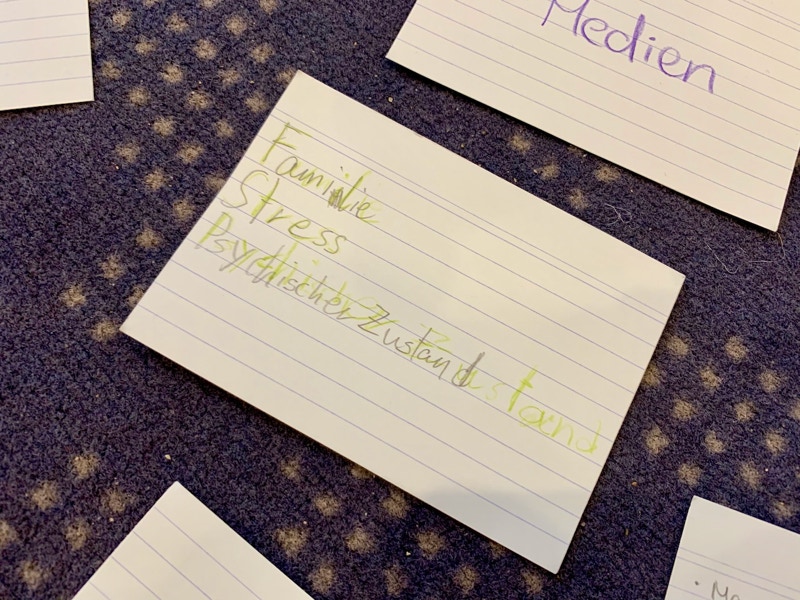 Medien
Familie
Stress
Psychischer Zustand